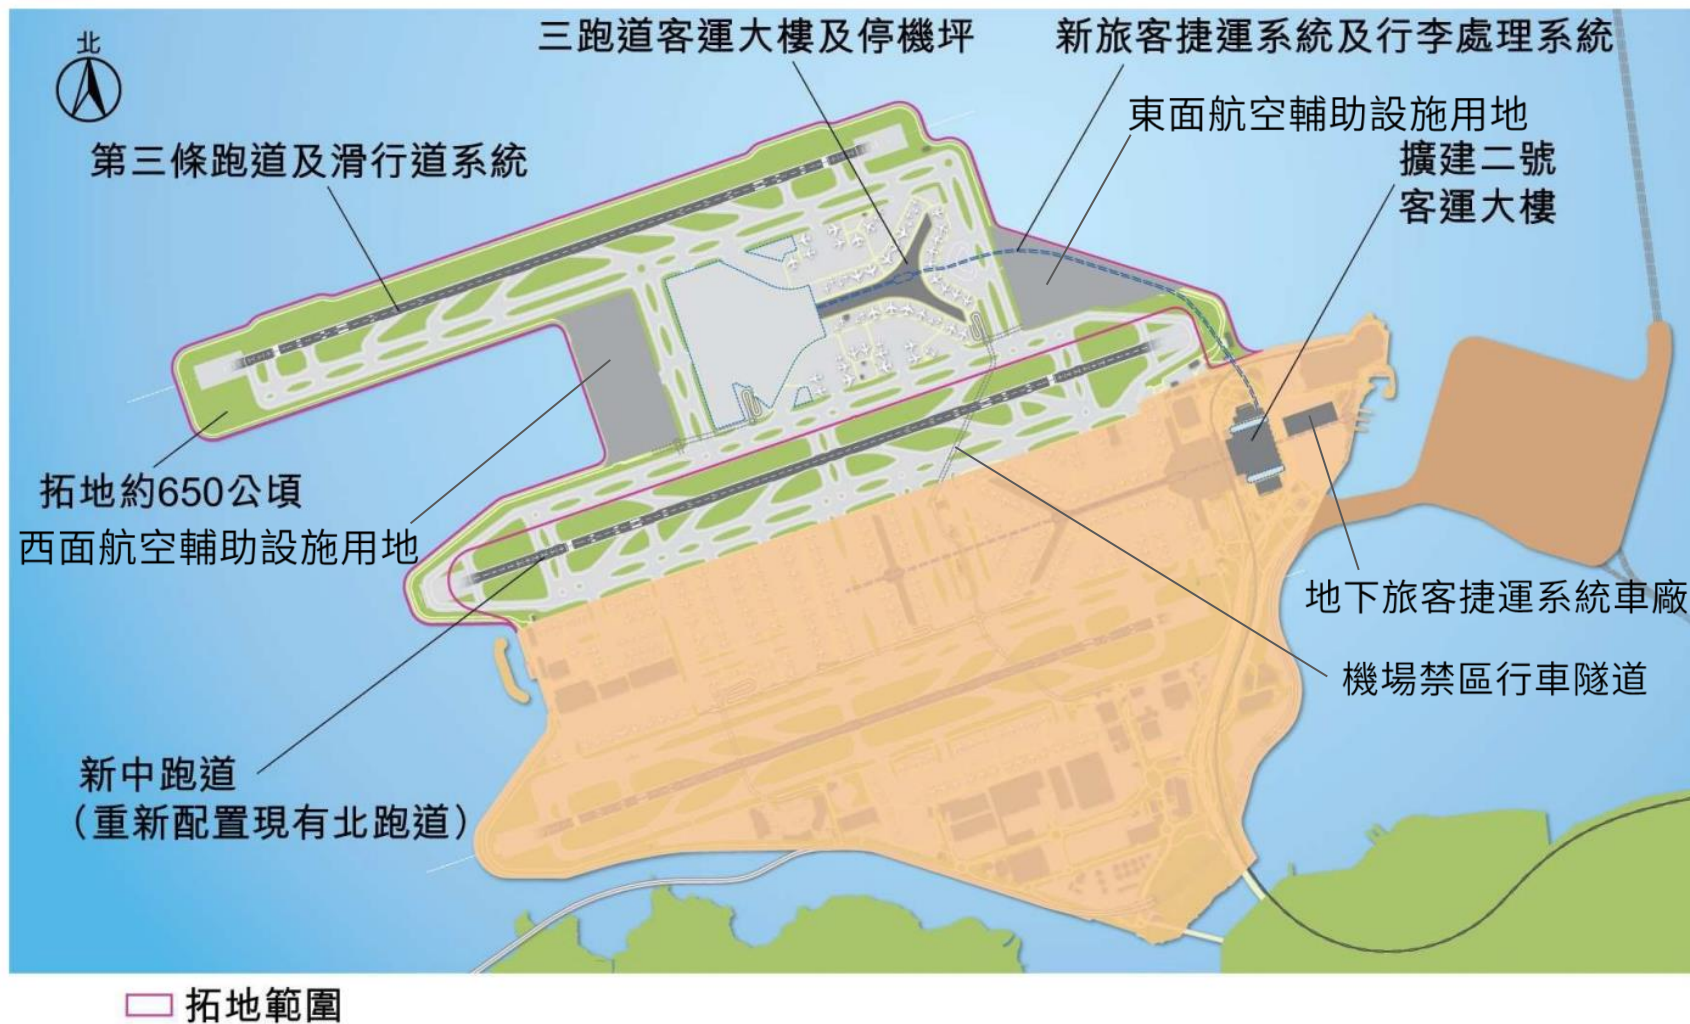 北
三跑道客運大樓及停機坪
新旅客捷運系統及行李處理系統
東面航空輔助設施用地
第三條跑道及滑行道系統
擴建二號
客運大樓
拓地約650公頃
西面航空輔助設施用地
地下旅客捷運系統車廠
機場禁區行車隧道
新中跑道
（重新配置現有北跑道）
拓地範圍